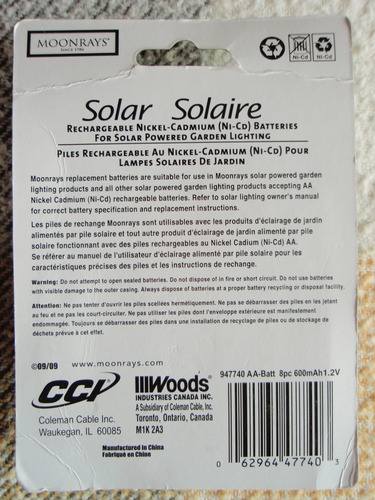 MOONRAYS®
SINCE 1986
Ni-Cd
Ni-Cd
Solar Solaire
RECHARGEABLE NICKEL-CADMIUM (NI-CD) BATTERIES
FOR SOLAR POWERED GARDEN LIGHTING
PILES RECHARGEABLE AU NICKEL-CADMIUM (NI-CD) POUR
LAMPES SOLAIRES DE JARDIN
Moonrays replacement batteries are suitable for use in Moonrays solar powered garden
lighting products and all other solar powered garden lighting products accepting AA
Nickel Cadmium (Ni-Cd) rechargeable batteries. Refer to solar lighting owner's manual
for correct battery specification and replacement instructions.
Les piles de rechange Moonrays sont utilisables avec les produits d'éclairage de jardin
alimentés par pile solaire et tout autre produit d'éclairage de jardin alimenté par pile
solaire fonctionnant avec des piles rechargeables au Nickel Cadium (Ni-Cd) AA.
Se référer au manuel de l'utilisateur d'éclairage alimenté par pile solaire pour les
caractéristiques précises des piles et les instructions de rechange.
Warning: Do not attempt to open sealed batteries. Do not dispose of in fire or short circuit. Do not use batteries
with visible damage to the outer casing. Always dispose of batteries at a proper battery recycling or disposal facility.
Attention: Ne pas tenter d'ouvrir les piles scellées hermétiquement. Ne pas se débarrasser des piles en les jetant
au feu et ne pas les court-circuiter. Ne pas utiliser les piles dont l'enveloppe extérieure est manifestement
endommagée. Toujours se débarrasser des piles dans une installation de recyclage de piles ou de stockage de
déchets prévue à cet effet.
©09/09 www.moonrays.com
947740 AA-Batt 8pc 600mAh1.2V
CCI
Coleman Cable Inc.
Waukegan, IL 60085
Woods®
INDUSTRIES CANADA INC.
A Subsidiary of Coleman Cable Inc.
Toronto, Ontario, Canada
M1K 2A3
Manufactured in China
Fabriqué en Chine
0 62964 47740 3